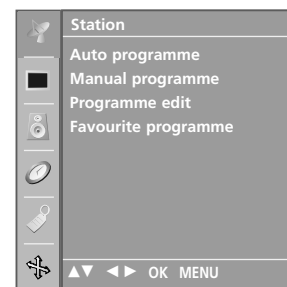 Station
Auto programme
Manual programme
Programme edit
Favourite programme
▲▼ ◄► OK MENU